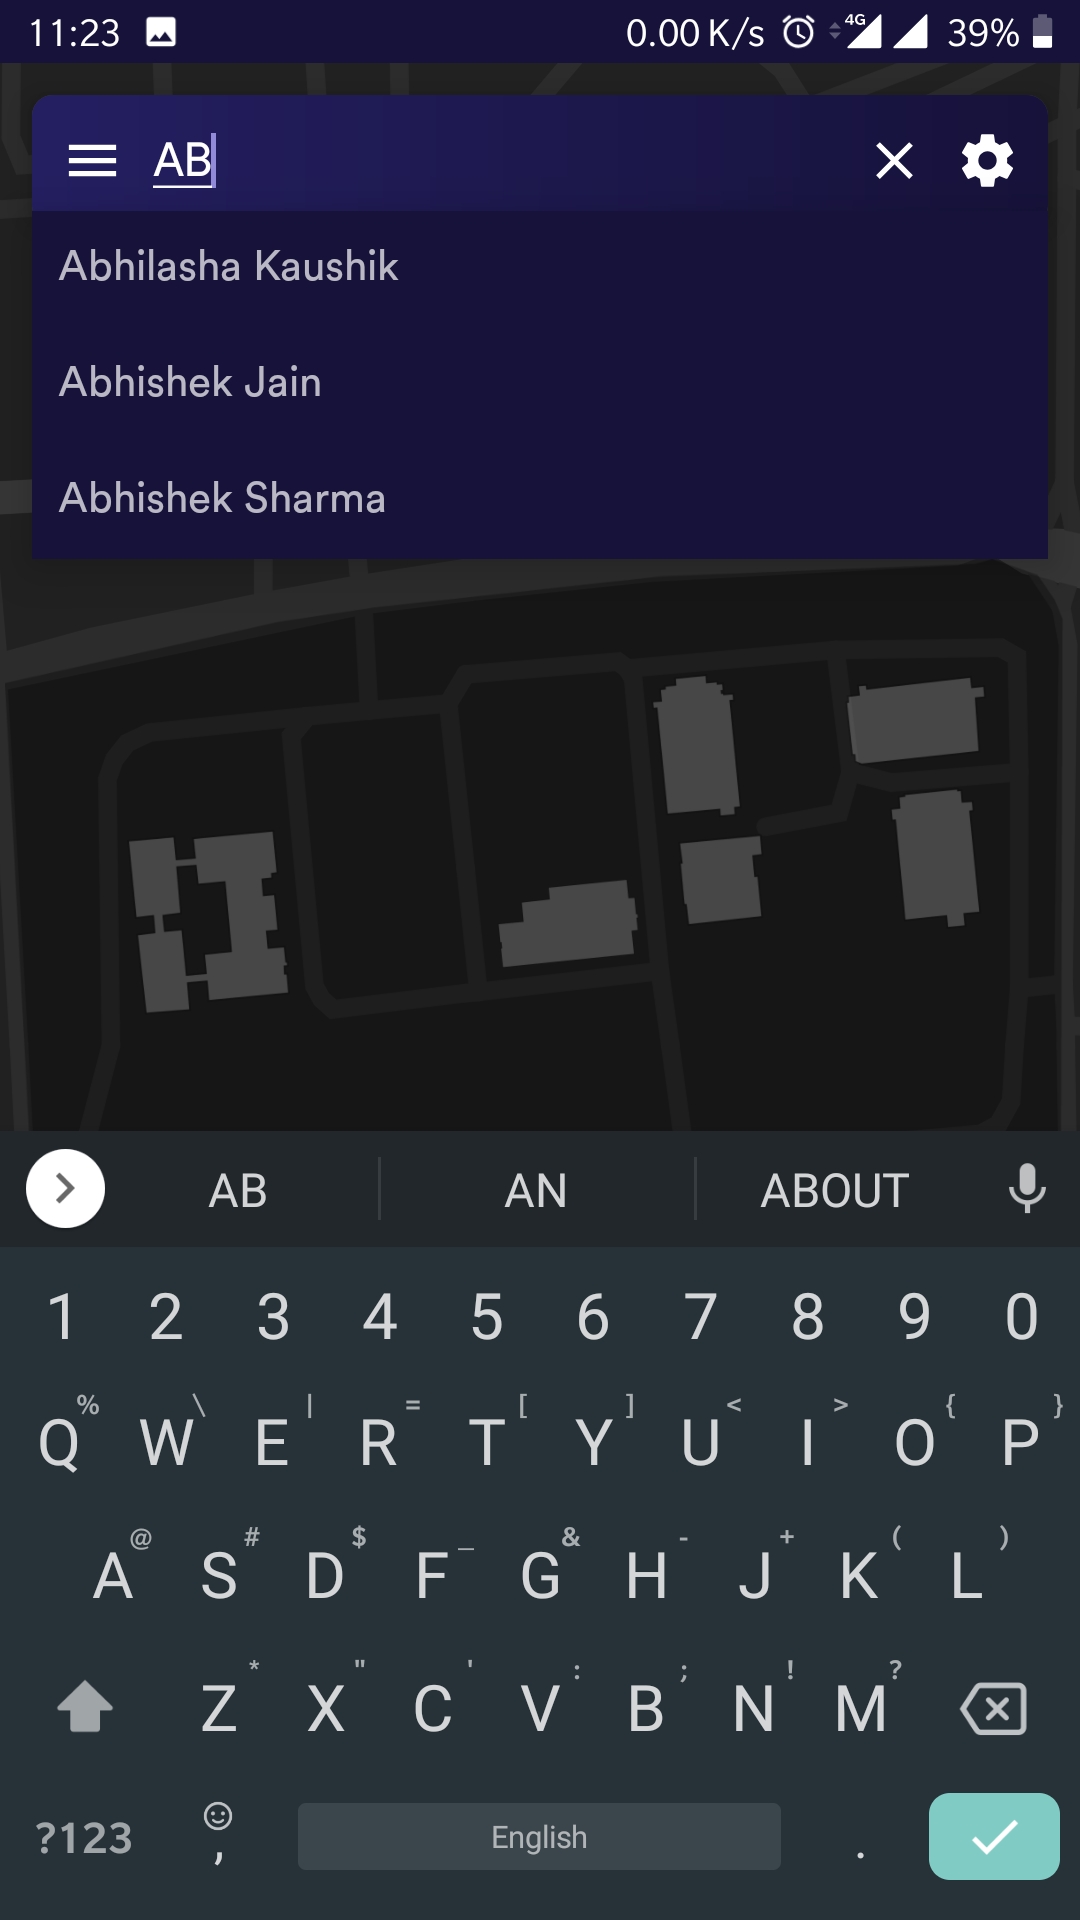 11:23 0.00 K/s 4G 39%
AB
Abhilasha Kaushik
Abhishek Jain
Abhishek Sharma
AB AN ABOUT
1 2 3 4 5 6 7 8 9 0
% \ | = [ ] < > { }
Q W E R T Y U I O P
@ # $ _ & - + ( )
A S D F G H J K L
* " ' : ; ! ?
Z X C V B N M
?123 , English .